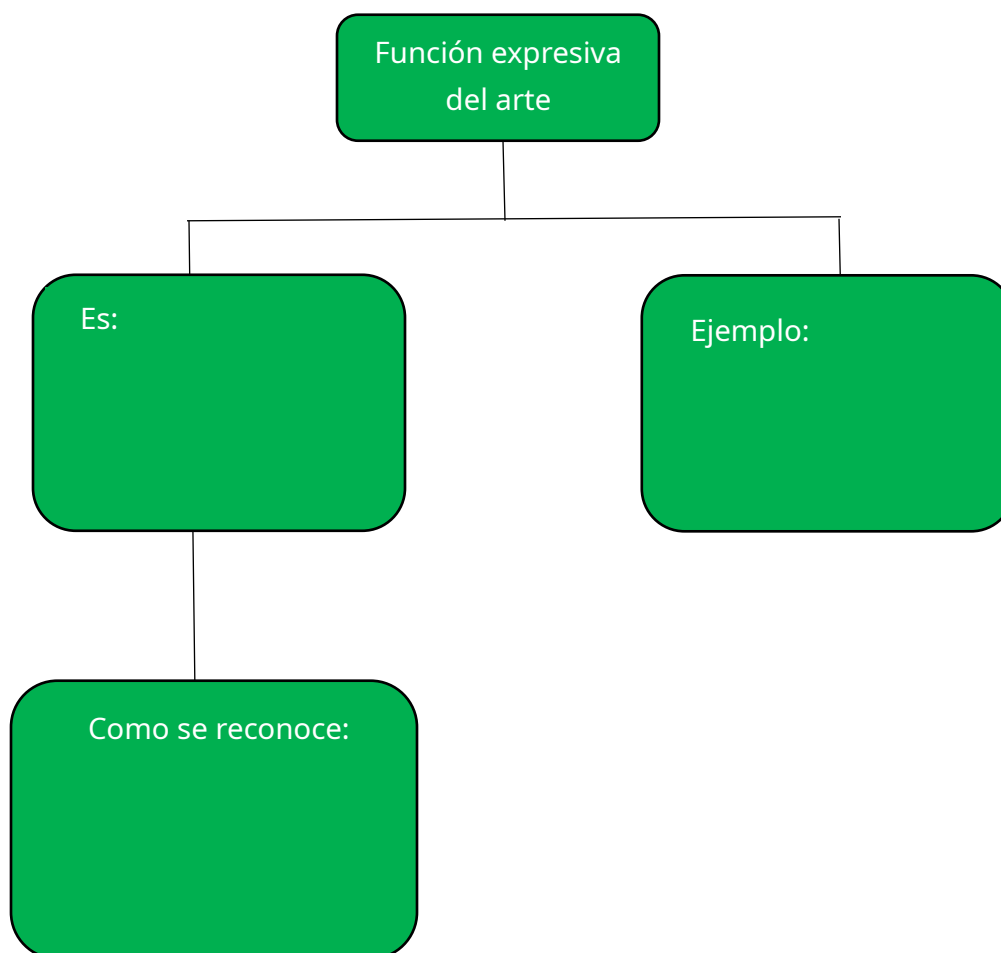 Función expresiva
del arte
Es:
Ejemplo:
Como se reconoce: